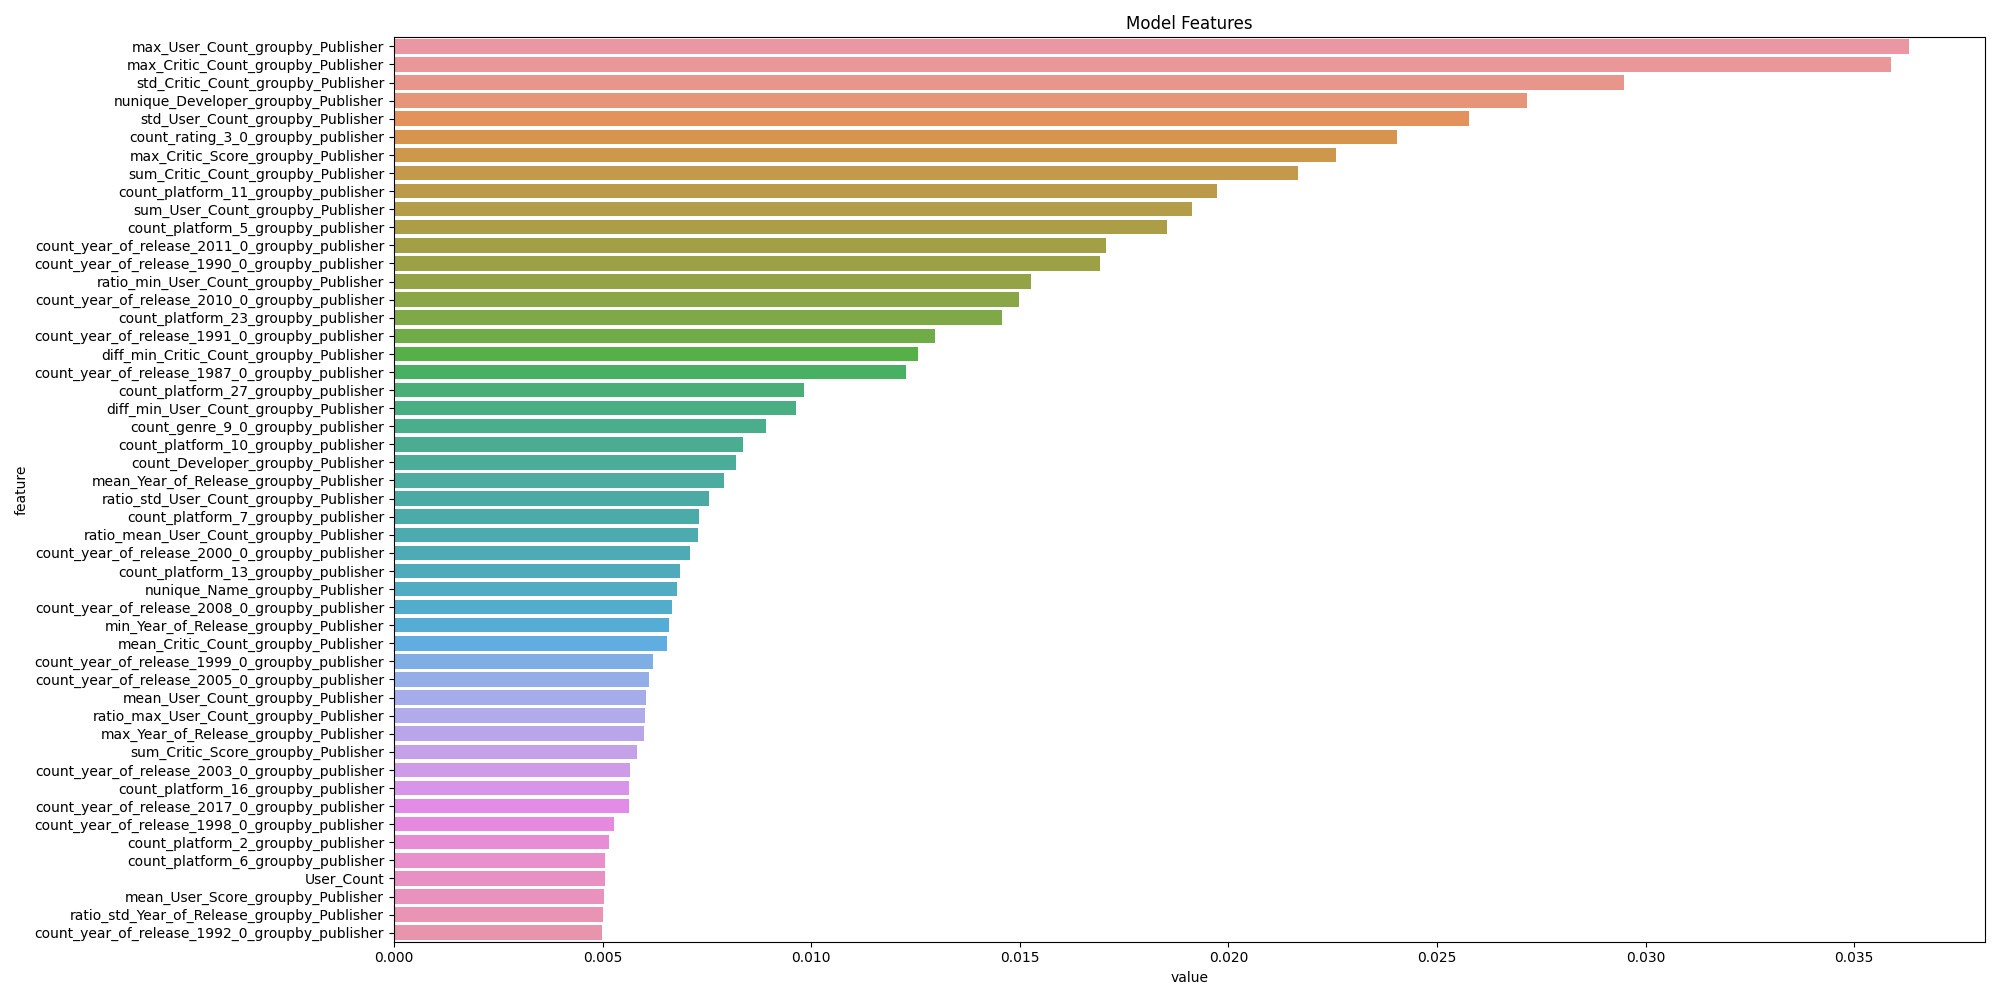 Model Features
feature
max_User_Count_groupby_Publisher
max_Critic_Count_groupby_Publisher
std_Critic_Count_groupby_Publisher
nunique_Developer_groupby_Publisher
std_User_Count_groupby_Publisher
count_rating_3_0_groupby_publisher
max_Critic_Score_groupby_Publisher
sum_Critic_Count_groupby_Publisher
count_platform_11_groupby_publisher
sum_User_Count_groupby_Publisher
count_platform_5_groupby_publisher
count_year_of_release_2011_0_groupby_publisher
count_year_of_release_1990_0_groupby_publisher
ratio_min_User_Count_groupby_Publisher
count_year_of_release_2010_0_groupby_publisher
count_platform_23_groupby_publisher
count_year_of_release_1991_0_groupby_publisher
diff_min_Critic_Count_groupby_Publisher
count_year_of_release_1987_0_groupby_publisher
count_platform_27_groupby_publisher
diff_min_User_Count_groupby_Publisher
count_genre_9_0_groupby_publisher
count_platform_10_groupby_publisher
count_Developer_groupby_Publisher
mean_Year_of_Release_groupby_Publisher
ratio_std_User_Count_groupby_Publisher
count_platform_7_groupby_publisher
ratio_mean_User_Count_groupby_Publisher
count_year_of_release_2000_0_groupby_publisher
count_platform_13_groupby_publisher
nunique_Name_groupby_Publisher
count_year_of_release_2008_0_groupby_publisher
min_Year_of_Release_groupby_Publisher
mean_Critic_Count_groupby_Publisher
count_year_of_release_1999_0_groupby_publisher
count_year_of_release_2005_0_groupby_publisher
mean_User_Count_groupby_Publisher
ratio_max_User_Count_groupby_Publisher
max_Year_of_Release_groupby_Publisher
sum_Critic_Score_groupby_Publisher
count_year_of_release_2003_0_groupby_publisher
count_platform_16_groupby_publisher
count_year_of_release_2017_0_groupby_publisher
count_year_of_release_1998_0_groupby_publisher
count_platform_2_groupby_publisher
count_platform_6_groupby_publisher
User_Count
mean_User_Score_groupby_Publisher
ratio_std_Year_of_Release_groupby_Publisher
count_year_of_release_1992_0_groupby_publisher
0.000 0.005 0.010 0.015 0.020 0.025 0.030 0.035
value